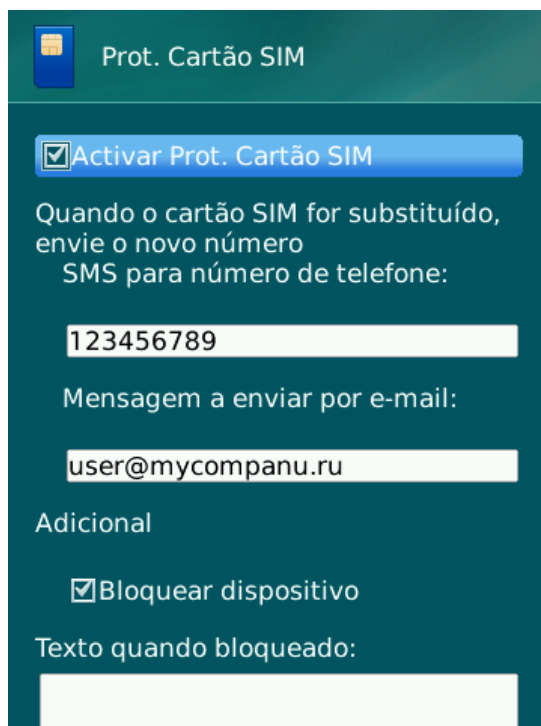 Prot. Cartão SIM
Activar Prot. Cartão SIM
Quando o cartão SIM for substituído,
envie o novo número
SMS para número de telefone:
123456789
Mensagem a enviar por e-mail:
user@mycompanu.ru
Adicional
Bloquear dispositivo
Texto quando bloqueado: